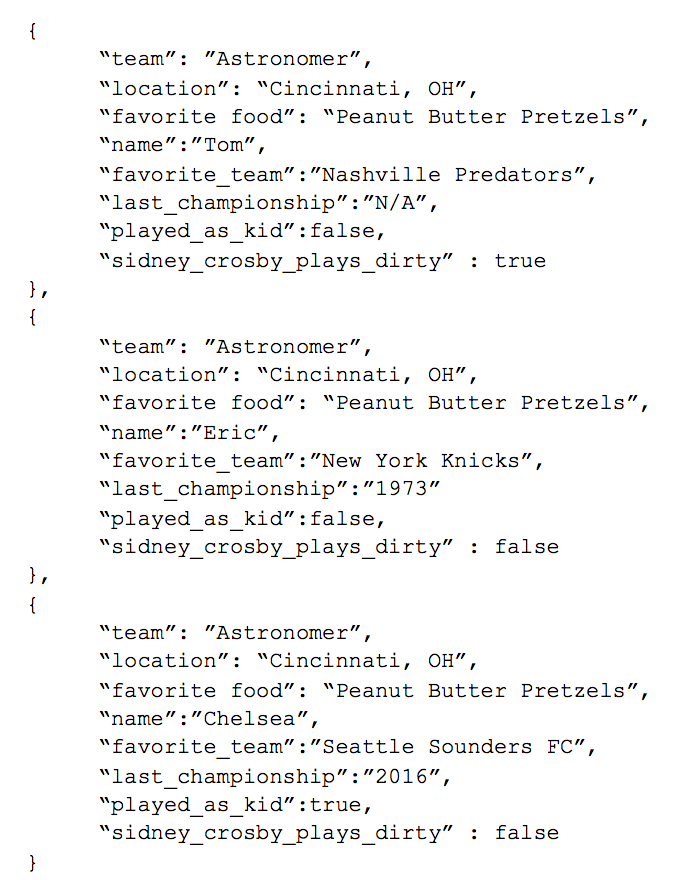 {
“team”: ”Astronomer”,
“location”: “Cincinnati, OH”,
“favorite food”: “Peanut Butter Pretzels”,
“name”:”Tom”,
“favorite_team”:”Nashville Predators”,
“last_championship”:”N/A”,
“played_as_kid”:false,
“sidney_crosby_plays_dirty” : true
},
{
“team”: ”Astronomer”,
“location”: “Cincinnati, OH”,
“favorite food”: “Peanut Butter Pretzels”,
“name”:”Eric”,
“favorite_team”:”New York Knicks”,
“last_championship”:”1973”
“played_as_kid”:false,
“sidney_crosby_plays_dirty” : false
},
{
“team”: ”Astronomer”,
“location”: “Cincinnati, OH”,
“favorite food”: “Peanut Butter Pretzels”,
“name”:”Chelsea”,
“favorite_team”:”Seattle Sounders FC”,
“last_championship”:”2016”,
“played_as_kid”:true,
“sidney_crosby_plays_dirty” : false
}